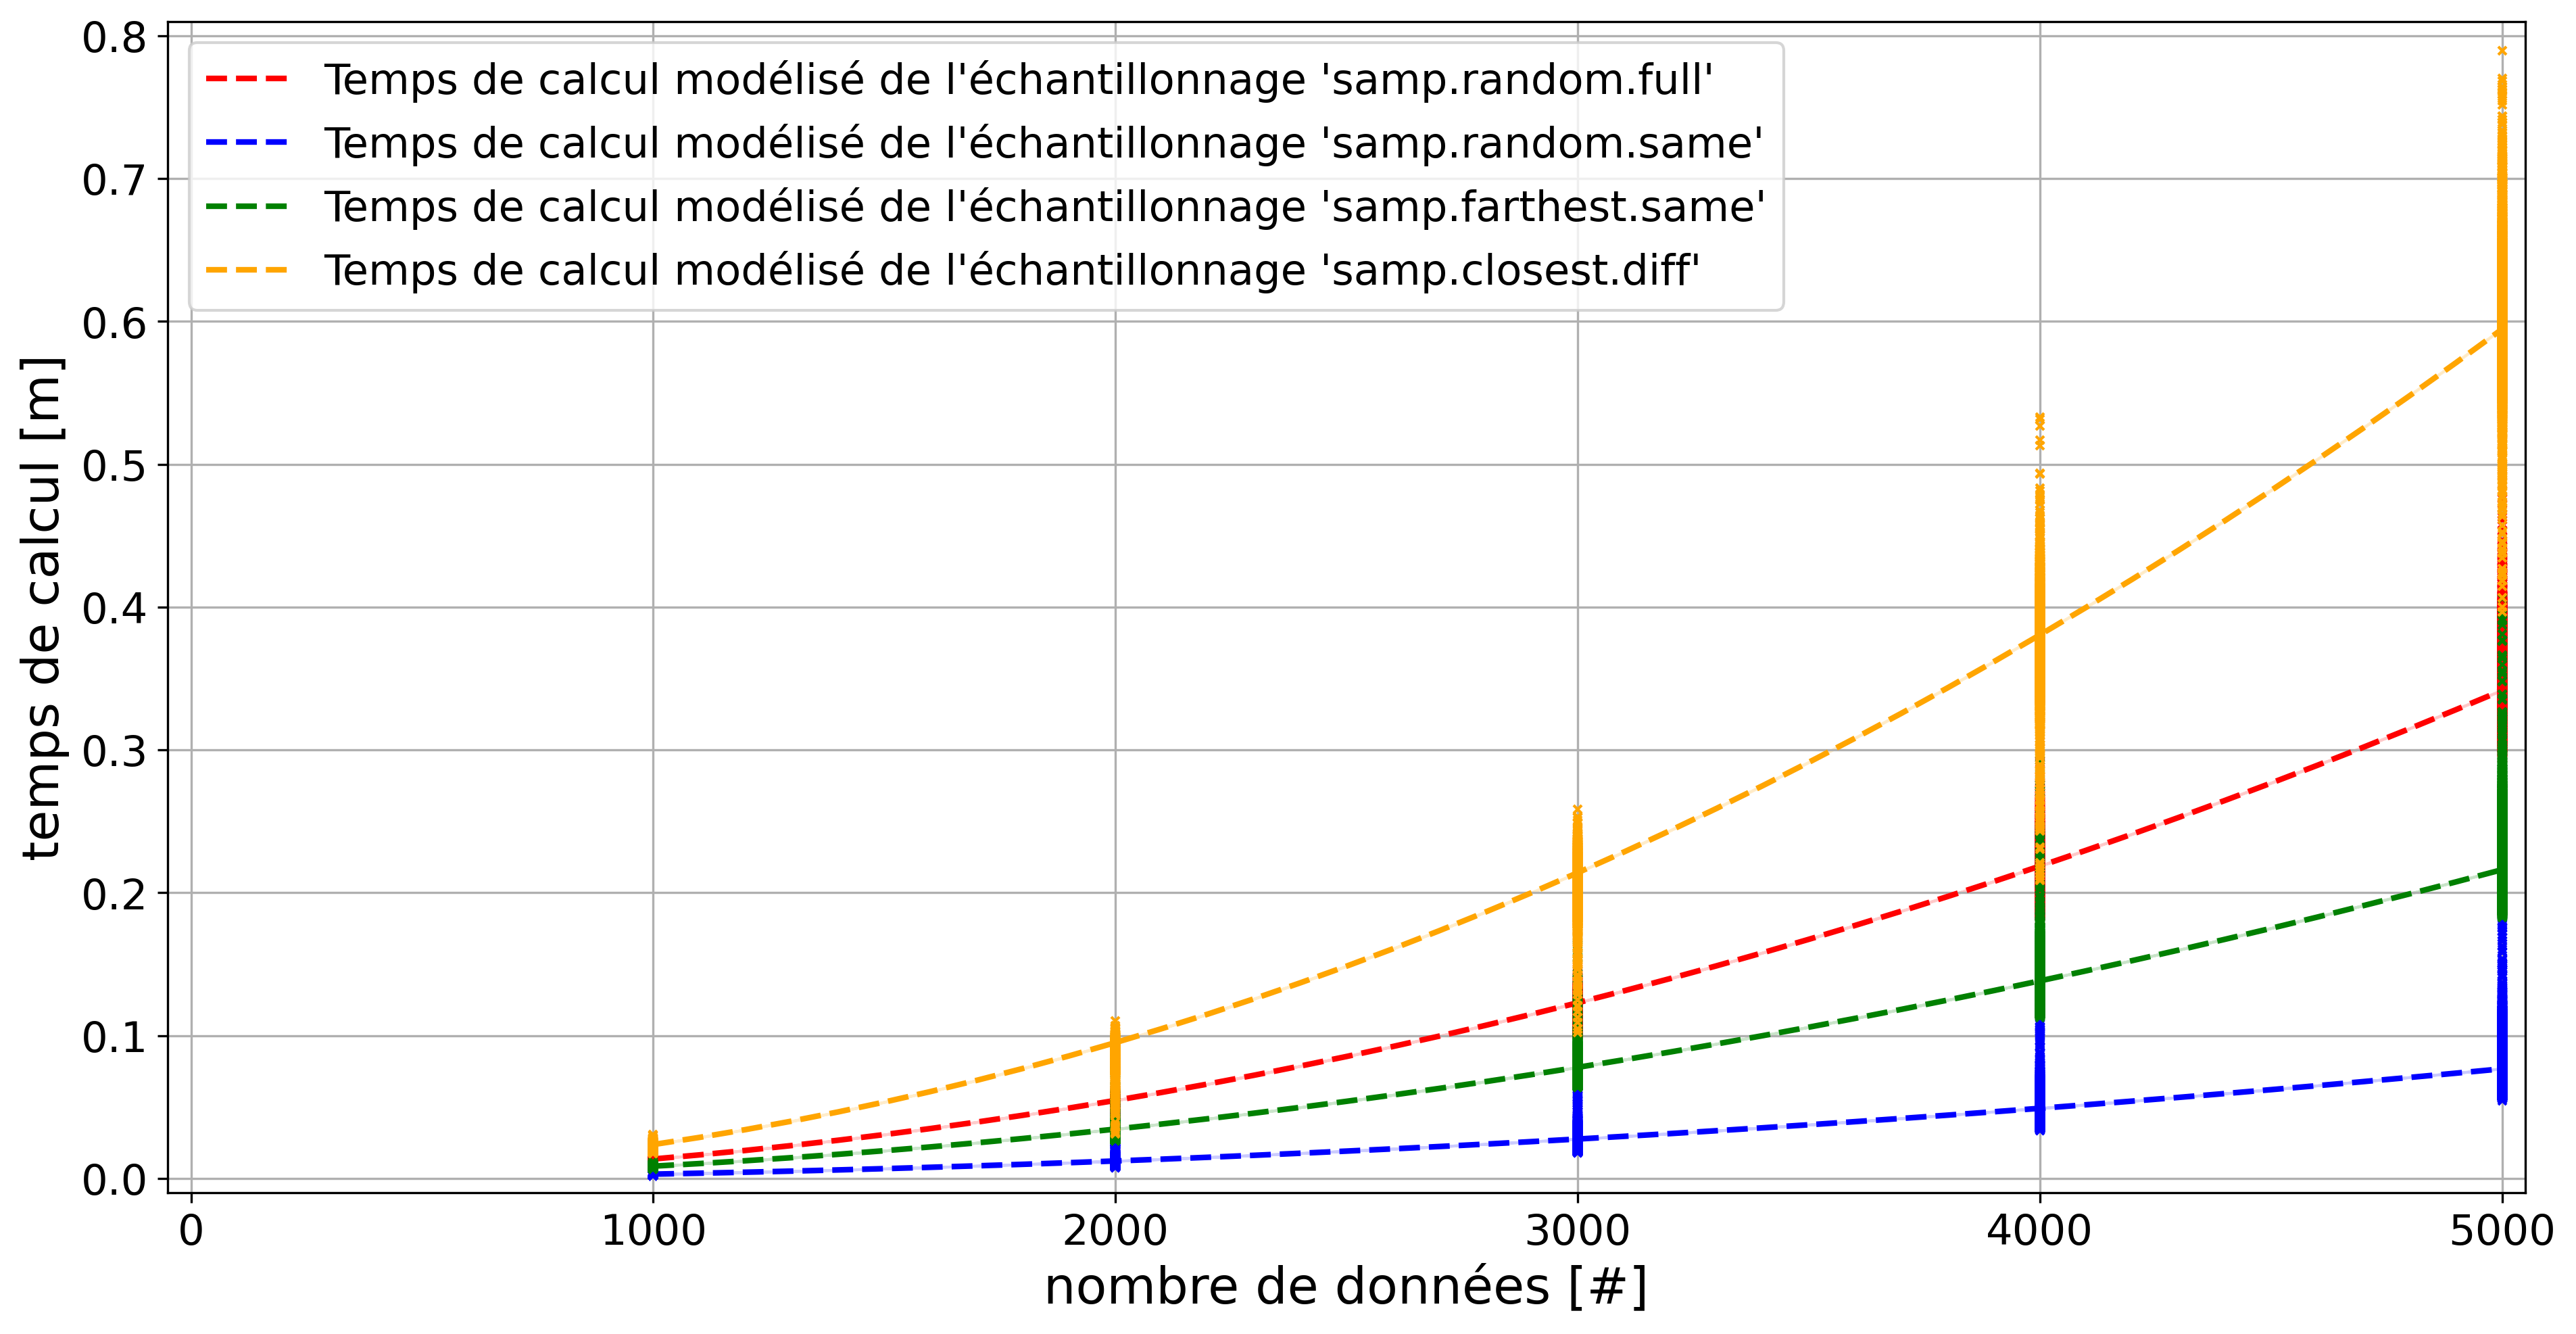 Temps de calcul modélisé de l'échantillonnage 'samp.random.full'
Temps de calcul modélisé de l'échantillonnage 'samp.random.same'
Temps de calcul modélisé de l'échantillonnage 'samp.farthest.same'
Temps de calcul modélisé de l'échantillonnage 'samp.closest.diff'
temps de calcul [m]
0.8
0.7
0.6
0.5
0.4
0.3
0.2
0.1
0.0
0 1000 2000 3000 4000 5000
nombre de données [#]